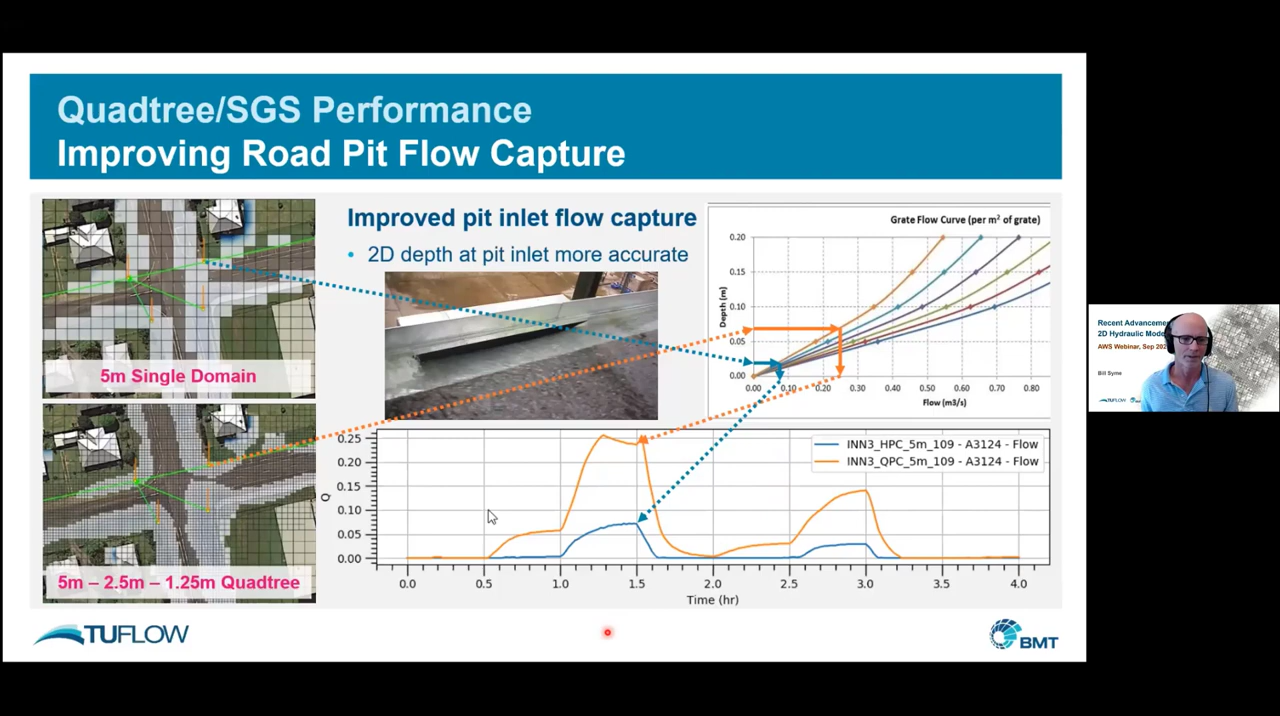 Quadtree/SGS Performance
Improving Road Pit Flow Capture
5m Single Domain
5m – 2.5m – 1.25m Quadtree
Improved pit inlet flow capture
• 2D depth at pit inlet more accurate
Grate Flow Curve (per m² of grate)
Depth (m)
0.20
0.15
0.10
0.05
0.00
0.00 0.10 0.20 0.30 0.40 0.50 0.60 0.70 0.80
Flow (m3/s)
INN3_HPC_5m_109 - A3124 - Flow
INN3_QPC_5m_109 - A3124 - Flow
Q
0.25
0.20
0.15
0.10
0.05
0.00
0.0 0.5 1.0 1.5 2.0 2.5 3.0 3.5 4.0
Time (hr)
TUFLOW
BMT
Recent Advanceme
2D Hydraulic Mode
AWS Webinar, Sep 202
Bill Syme
TUFLOW